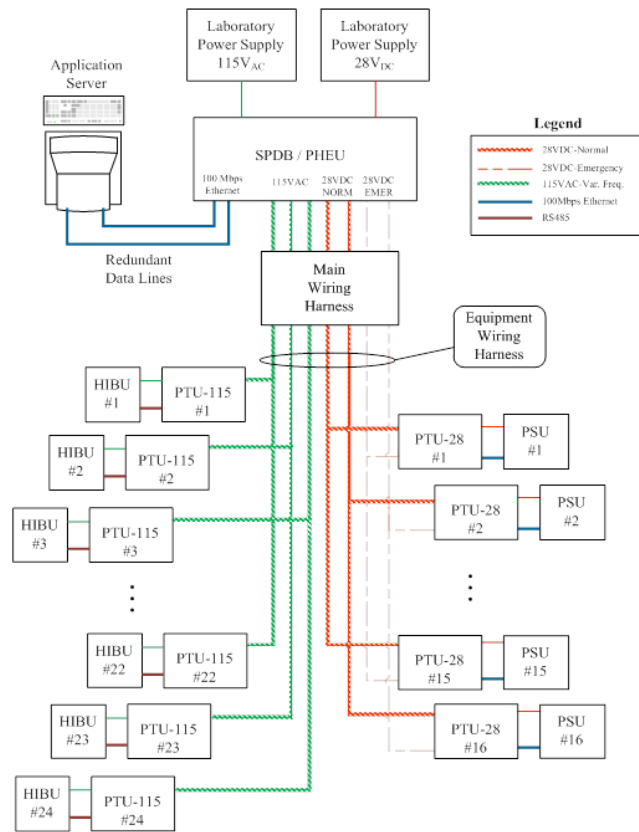 Laboratory
Power Supply
115VAC
Laboratory
Power Supply
28VDC
Application
Server
SPDB / PHEU
100 Mbps
Ethernet
115VAC
28VDC
NORM
28VDC
EMER
Legend
28VDC-Normal
28VDC-Emergency
115VAC-Var. Freq.
100Mbps Ethernet
RS485
Redundant
Data Lines
Main
Wiring
Harness
Equipment
Wiring
Harness
HIBU
#1
PTU-115
#1
HIBU
#2
PTU-115
#2
HIBU
#3
PTU-115
#3
HIBU
#22
PTU-115
#22
HIBU
#23
PTU-115
#23
HIBU
#24
PTU-115
#24
PTU-28
#1
PSU
#1
PTU-28
#2
PSU
#2
PTU-28
#15
PSU
#15
PTU-28
#16
PSU
#16